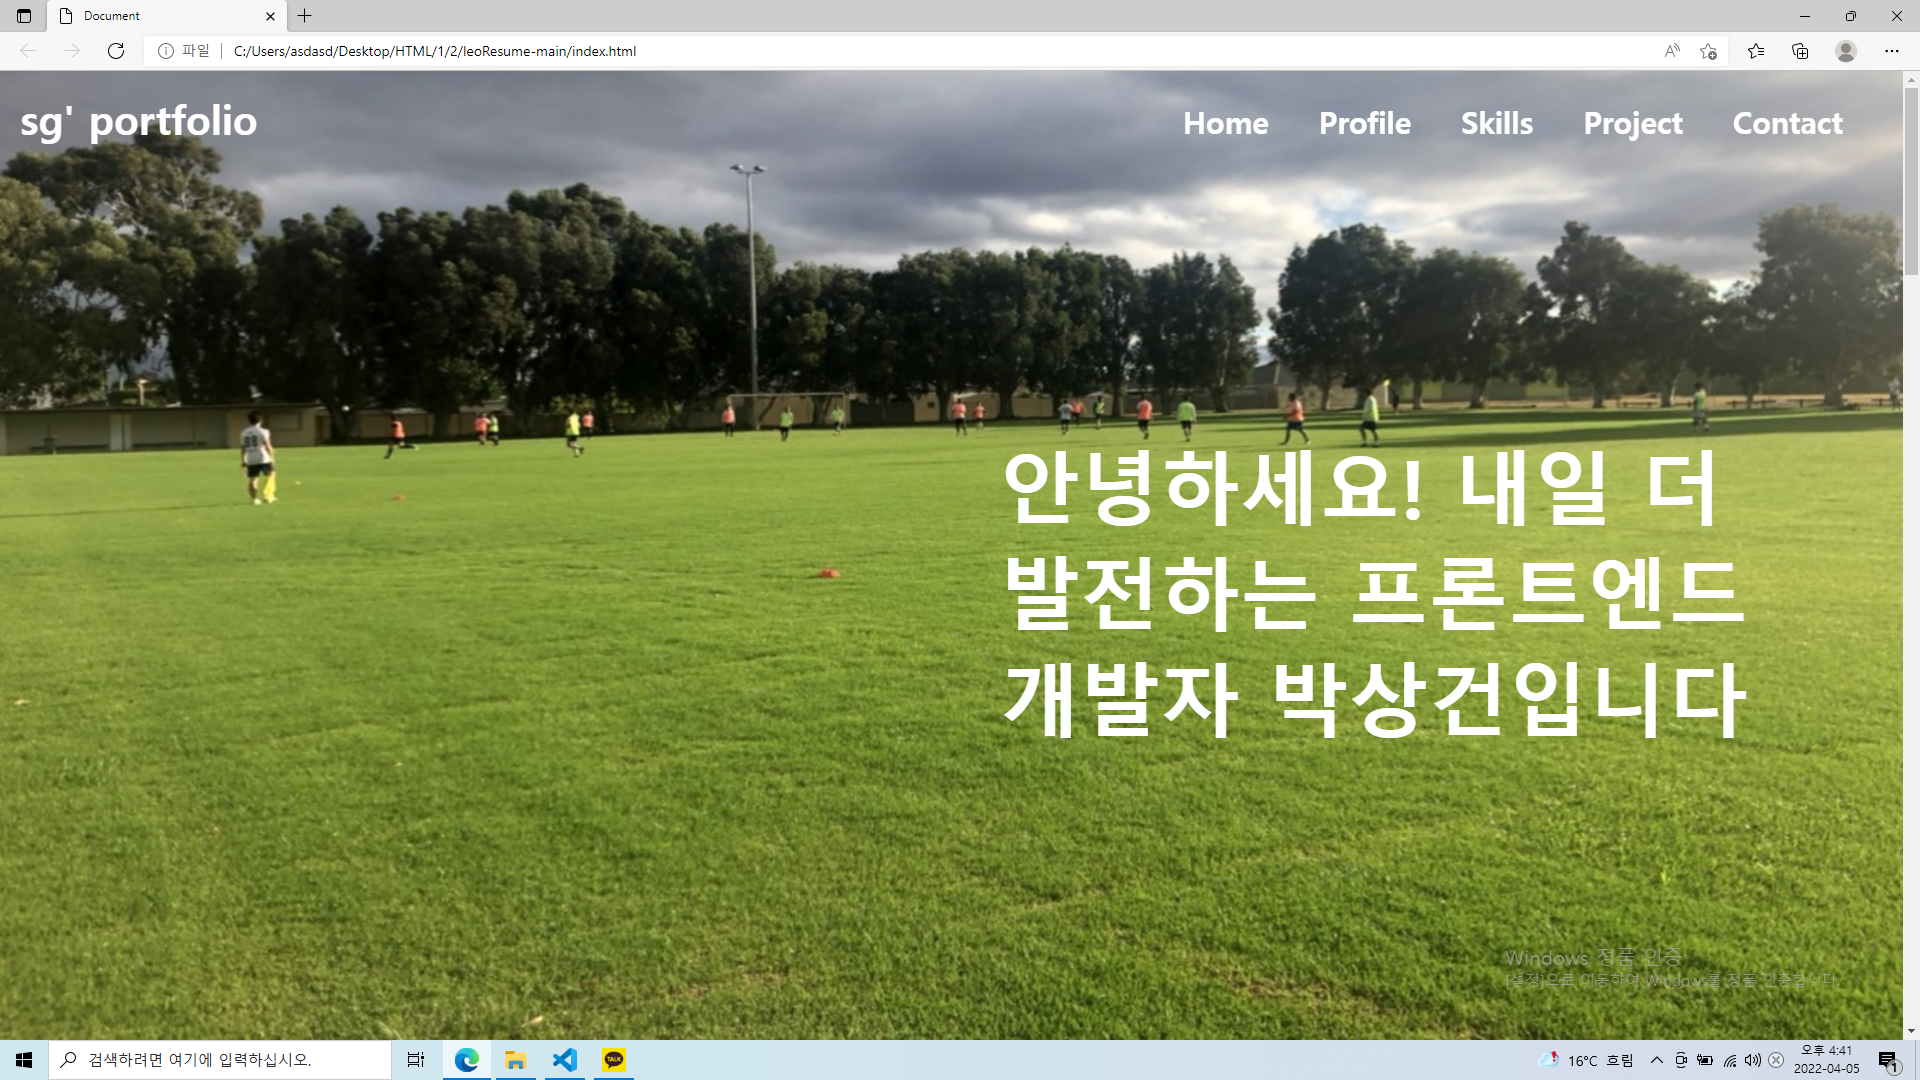 Document
파일
C:/Users/asdasd/Desktop/HTML/1/2/leoResume-main/index.html
sg' portfolio
Home Profile Skills Project Contact
안녕하세요! 내일 더
발전하는 프론트엔드
개발자 박상건입니다
Windows 정품 인증
[설정]으로 이동하여 Windows를 정품 인증합니다.
검색하려면 여기에 입력하십시오.
TALK
16°C 흐림
오후 4:41
2022-04-05
1